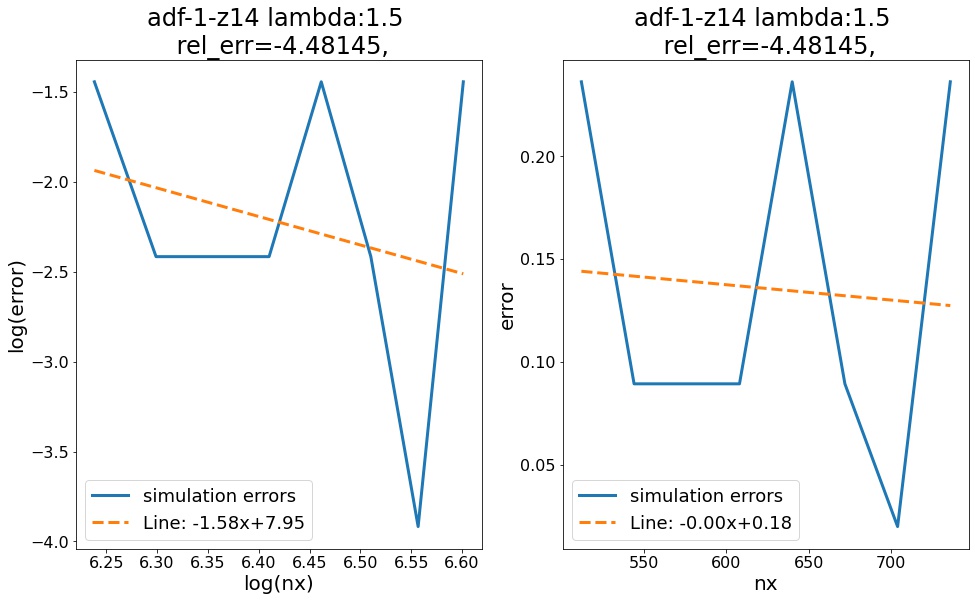 adf-1-z14 lambda:1.5
rel_err=-4.48145,
log(error)
−1.5
−2.0
−2.5
−3.0
−3.5
−4.0
simulation errors
Line: -1.58x+7.95
6.25 6.30 6.35 6.40 6.45 6.50 6.55 6.60
log(nx)
adf-1-z14 lambda:1.5
rel_err=-4.48145,
error
0.20
0.15
0.10
0.05
simulation errors
Line: -0.00x+0.18
550 600 650 700
nx